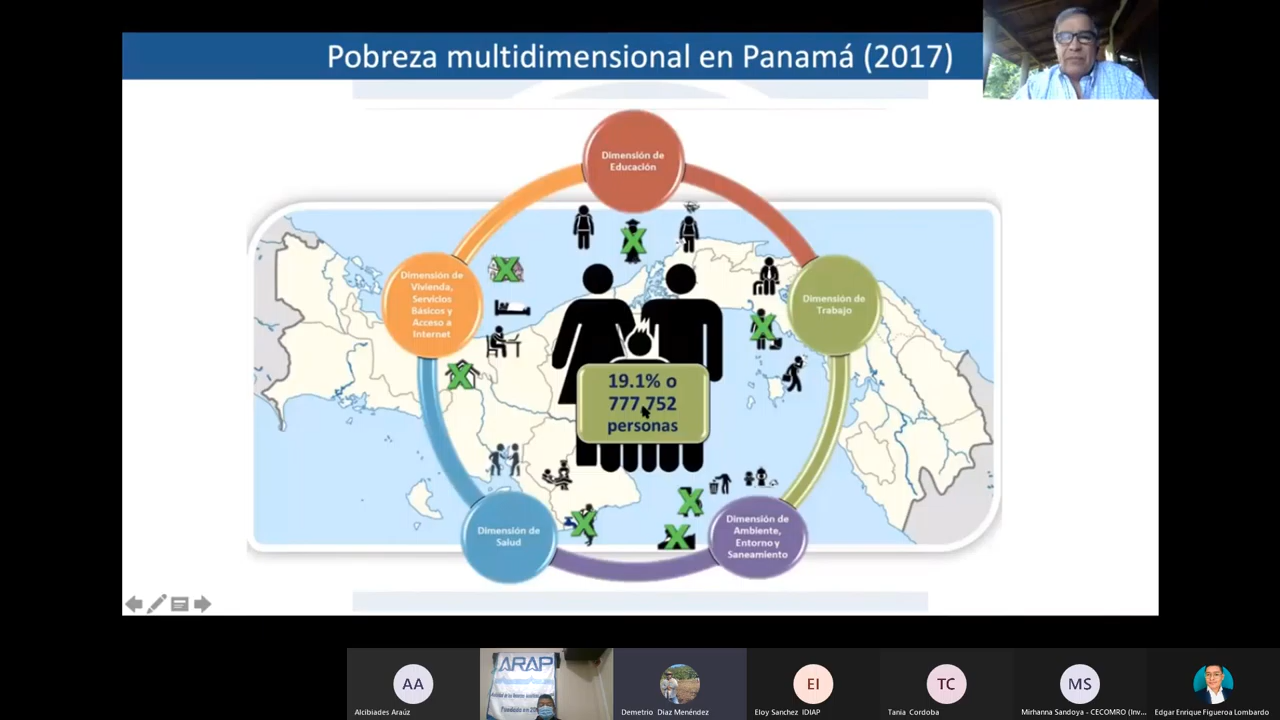 Pobreza multidimensional en Panamá (2017)
Dimensión de
Educación
Dimensión de
Vivienda,
Servicios
Básicos y
Acceso a
Internet
Dimensión de
Trabajo
19.1% o
777,752
personas
Dimensión de
Salud
Dimensión de
Ambiente,
Entorno y
Saneamiento
AA
Alcibiades Araúz
ARAP
Demetrio Díaz Menéndez
EI
Eloy Sanchez IDIAP
TC
Tania Cordoba
MS
Mirhanna Sandoya - CECOMRO (Inv...
Edgar Enrique Figueroa Lombardo